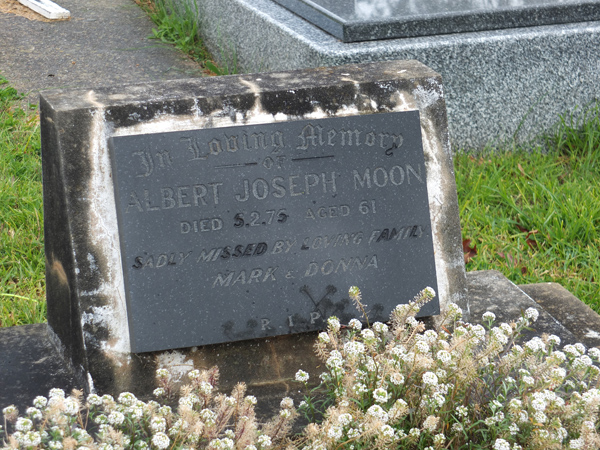 In Loving Memory
OF
ALBERT JOSEPH MOON
DIED 5.2.75 AGED 61
SADLY MISSED BY LOVING FAMILY
MARK & DONNA
R.I.P.